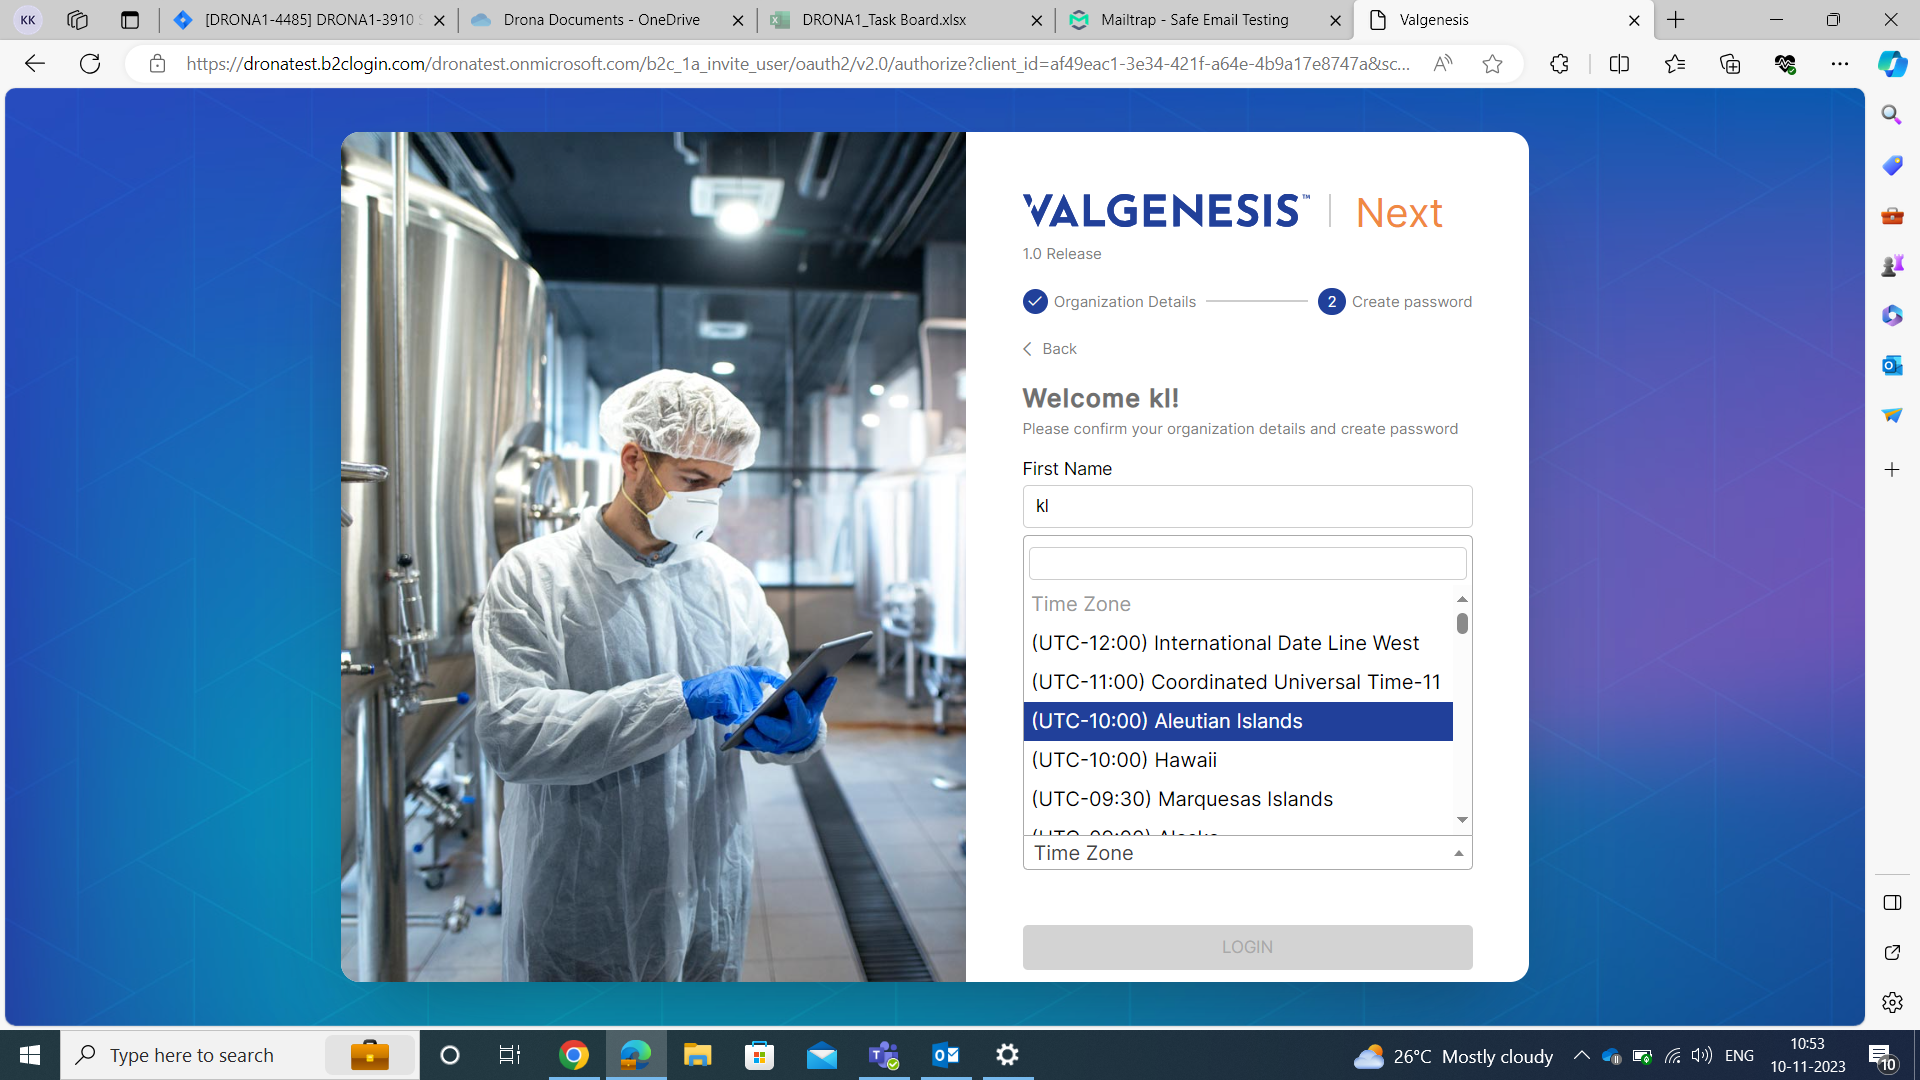 KK
[DRONA1-4485] DRONA1-3910 S
Drona Documents - OneDrive
DRONA1_Task Board.xlsx
Mailtrap - Safe Email Testing
Valgenesis
https://dronatest.b2clogin.com/dronatest.onmicrosoft.com/b2c_1a_invite_user/oauth2/v2.0/authorize?client_id=af49eac1-3e34-421f-a64e-4b9a17e8747a&sc...
VALGENESIS™ | Next
1.0 Release
Organization Details
2 Create password
Back
Welcome kl!
Please confirm your organization details and create password
First Name
kl
Time Zone
(UTC-12:00) International Date Line West
(UTC-11:00) Coordinated Universal Time-11
(UTC-10:00) Aleutian Islands
(UTC-10:00) Hawaii
(UTC-09:30) Marquesas Islands
(UTC-09:00) Alaska
Time Zone
LOGIN
Type here to search
26°C Mostly cloudy
ENG
10:53
10-11-2023
10